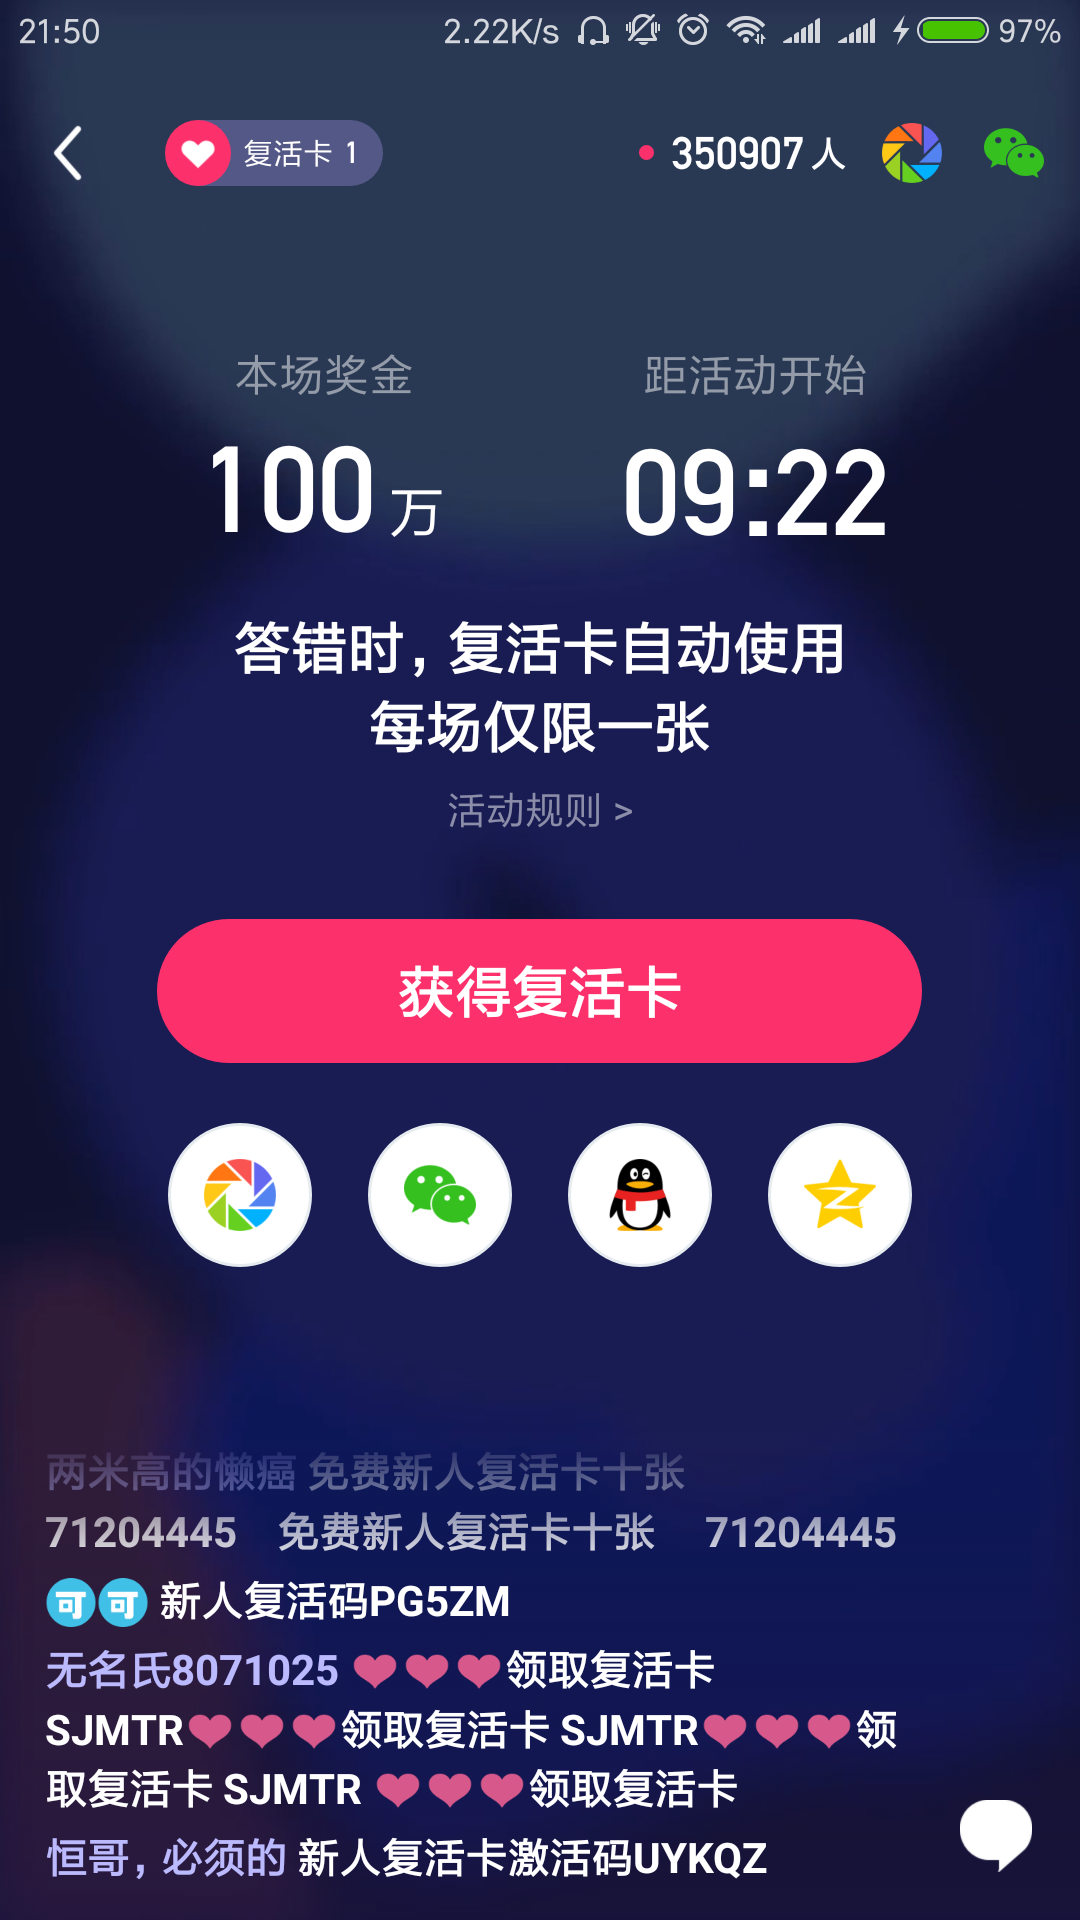 21:50 2.22K/s 97%
复活卡 1 350907 人
本场奖金 距活动开始
100 万 09:22
答错时，复活卡自动使用
每场仅限一张
活动规则 >
获得复活卡
两米高的懒癌 免费新人复活卡十张
71204445 免费新人复活卡十张 71204445
可可 新人复活码PG5ZM
无名氏8071025 ❤❤❤领取复活卡
SJMTR❤❤❤领取复活卡 SJMTR❤❤❤领
取复活卡 SJMTR ❤❤❤领取复活卡
恒哥，必须的 新人复活卡激活码UYKQZ